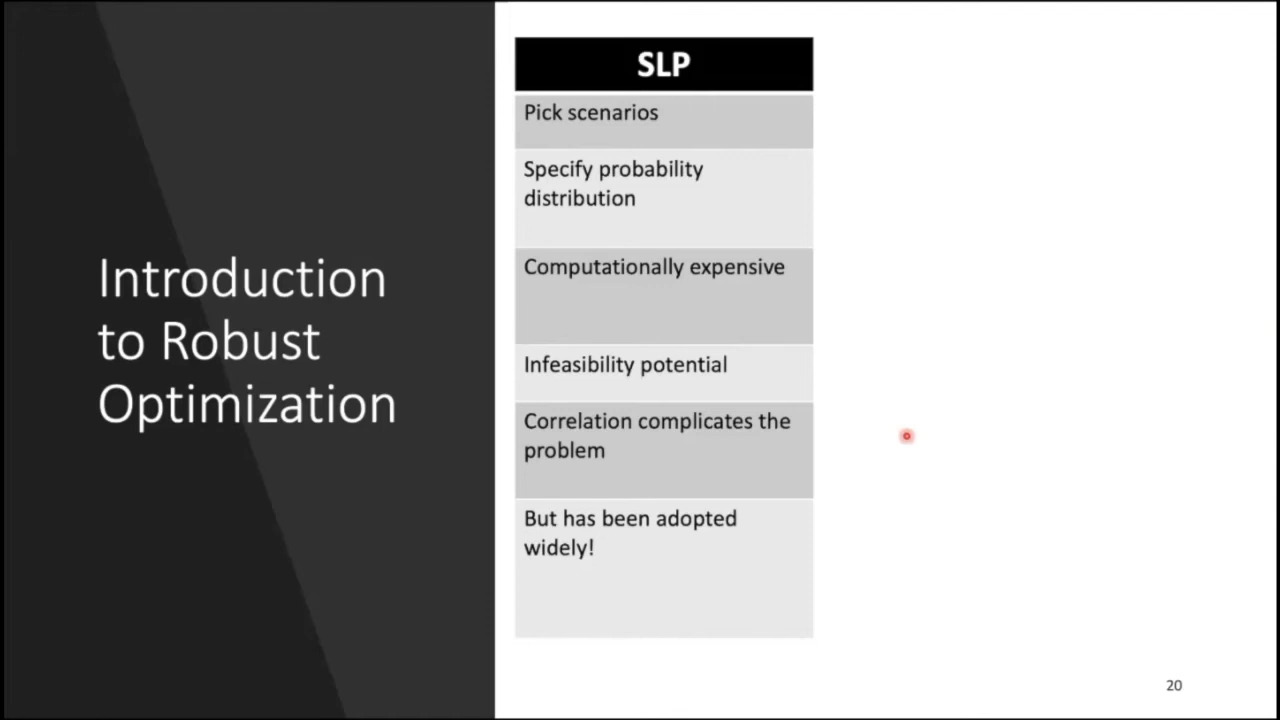 Introduction
to Robust
Optimization
SLP
Pick scenarios
Specify probability
distribution
Computationally expensive
Infeasibility potential
Correlation complicates the
problem
But has been adopted
widely!
20